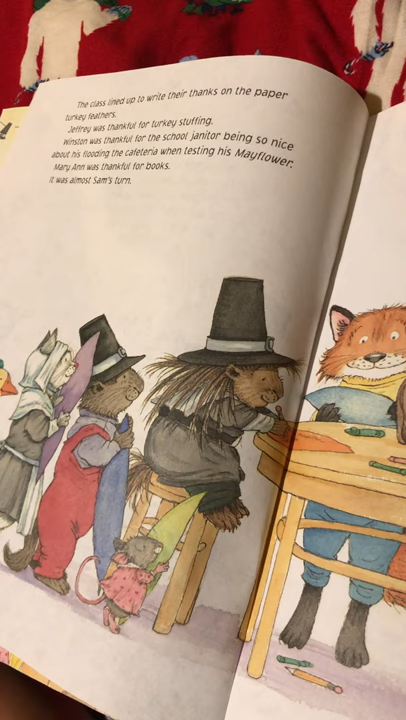 The class lined up to write their thanks on the paper
turkey feathers.
Jeffrey was thankful for turkey stuffing.
Winston was thankful for the school janitor being so nice
about his flooding the cafeteria when testing his Mayflower.
Mary Ann was thankful for books.
It was almost Sam's turn.